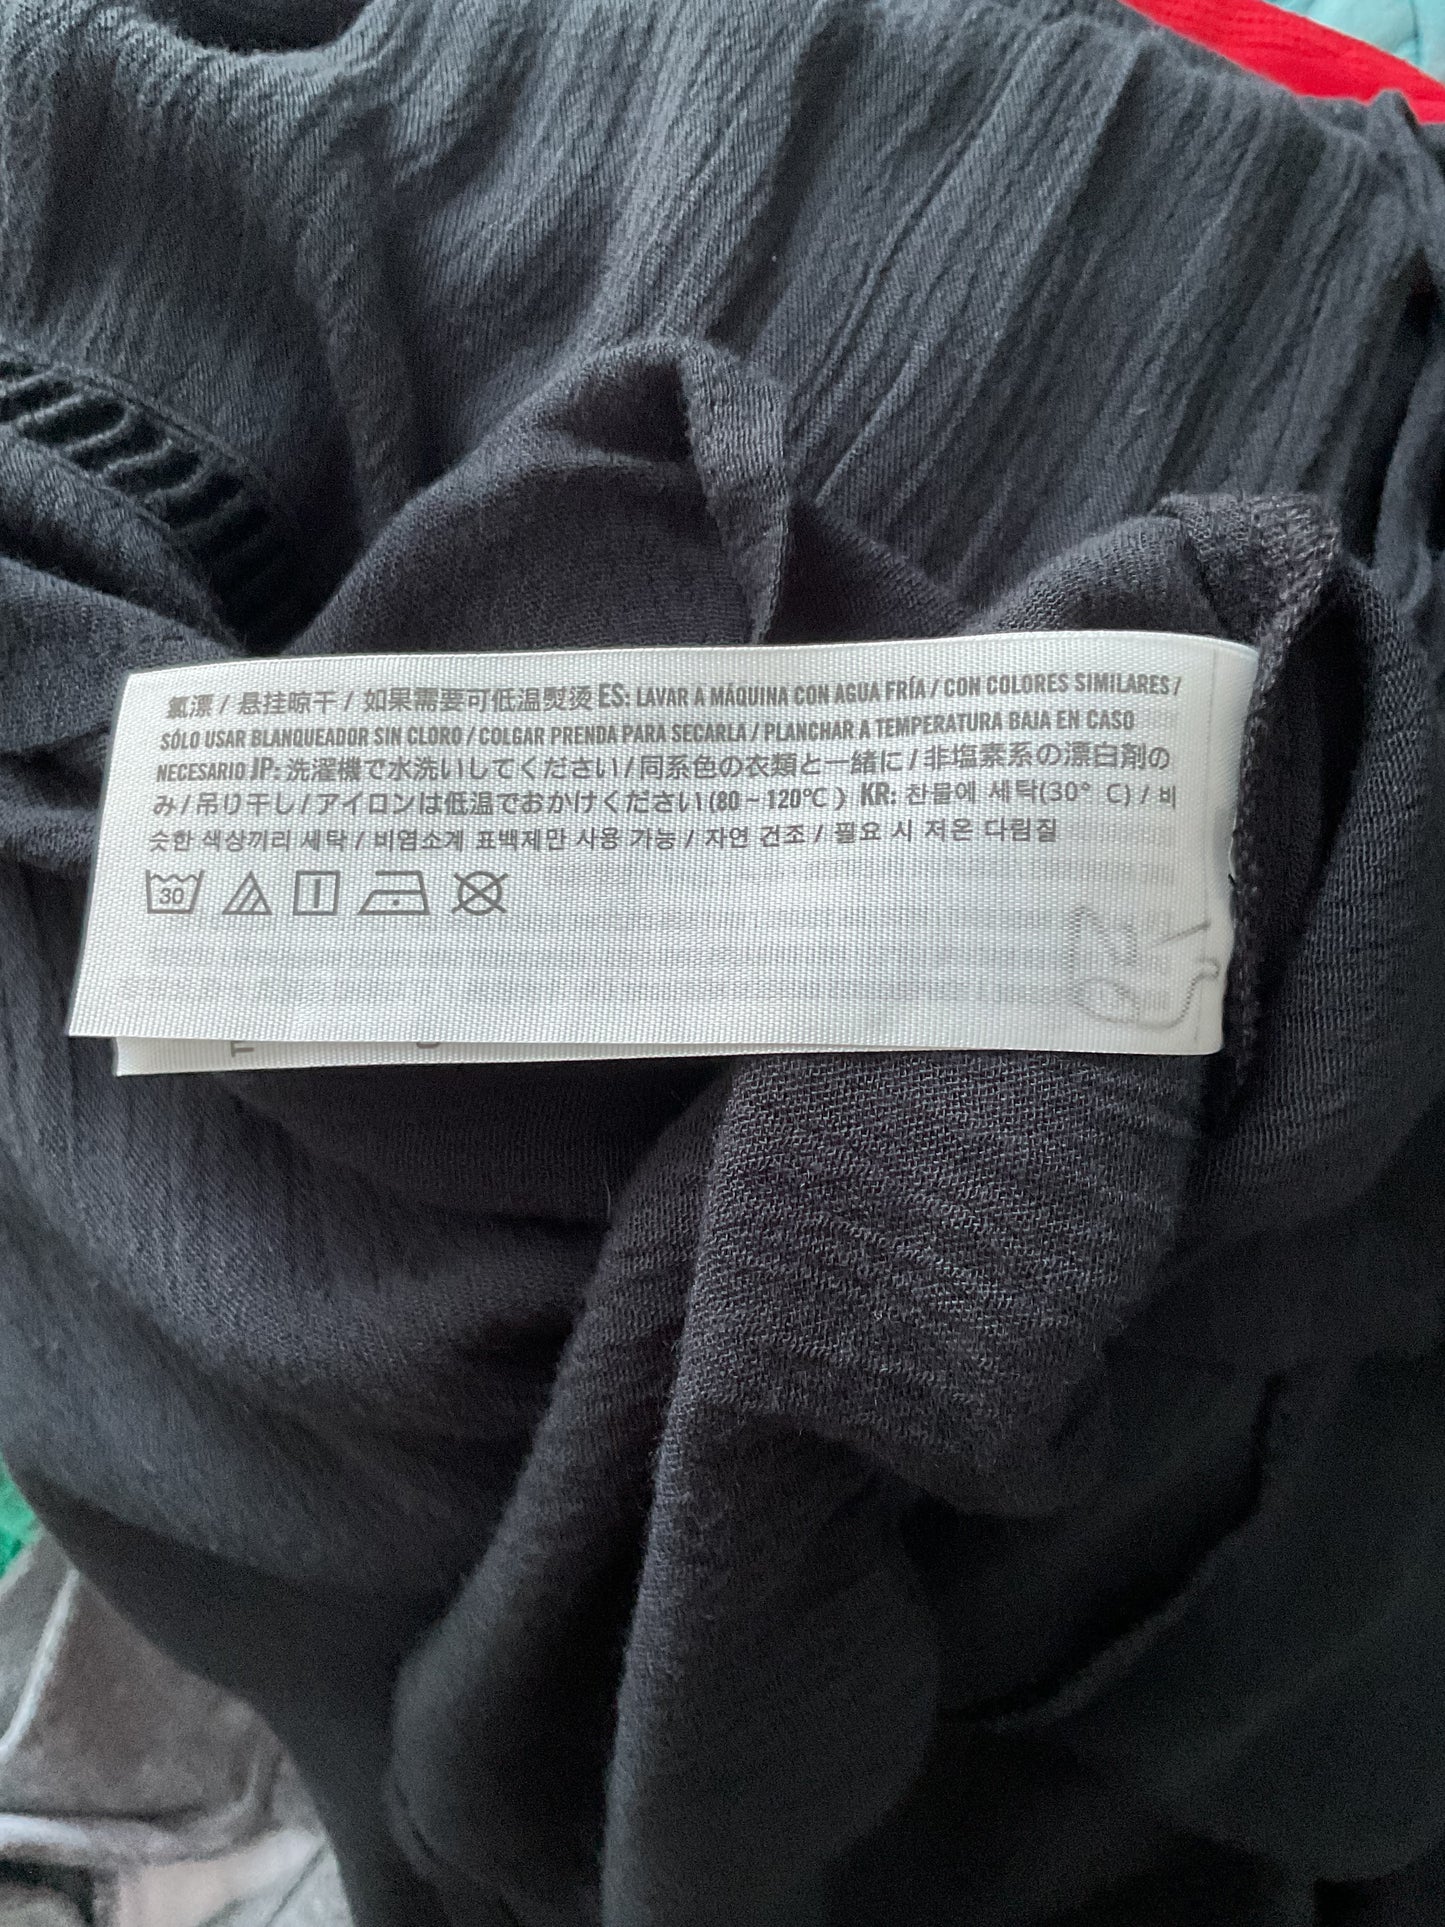 氯漂 / 悬挂晾干 / 如果需要可低温熨烫 ES: LAVAR A MÁQUINA CON AGUA FRÍA / CON COLORES SIMILARES /
SÓLO USAR BLANQUEADOR SIN CLORO / COLGAR PRENDA PARA SECARLA / PLANCHAR A TEMPERATURA BAJA EN CASO
NECESARIO JP: 洗濯機で水洗いしてください / 同系色の衣類と一緒に / 非塩素系の漂白剤の
み / 吊り干し / アイロンは低温でおかけください (80 ~ 120℃ ) KR: 찬물에 세탁(30° C) / 비
슷한 색상끼리 세탁 / 비염소계 표백제만 사용 가능 / 자연 건조 / 필요 시 저온 다림질
30